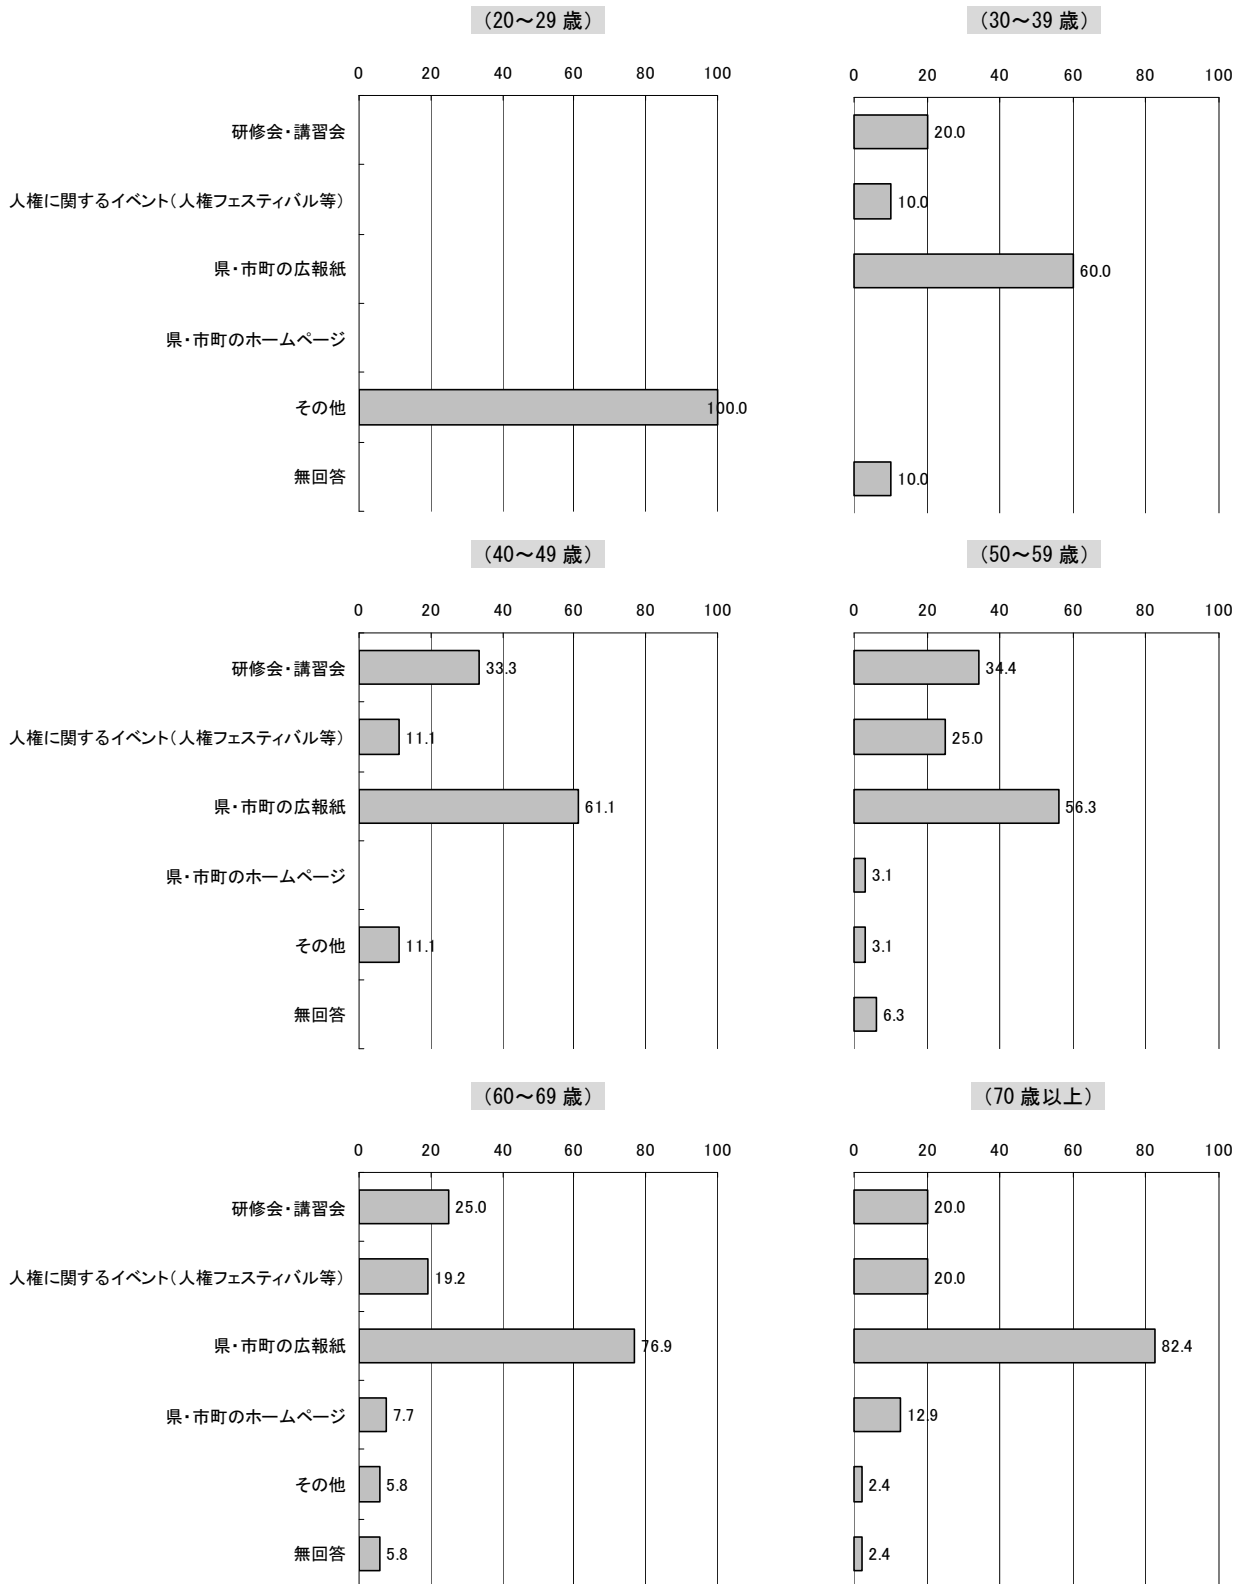 （20～29 歳）
0 20 40 60 80 100
研修会・講習会
人権に関するイベント（人権フェスティバル等）
県・市町の広報紙
県・市町のホームページ
その他 100.0
無回答
（30～39 歳）
0 20 40 60 80 100
20.0
10.0
60.0
10.0
（40～49 歳）
0 20 40 60 80 100
研修会・講習会 33.3
人権に関するイベント（人権フェスティバル等） 11.1
県・市町の広報紙 61.1
県・市町のホームページ
その他 11.1
無回答
（50～59 歳）
0 20 40 60 80 100
34.4
25.0
56.3
3.1
3.1
6.3
（60～69 歳）
0 20 40 60 80 100
研修会・講習会 25.0
人権に関するイベント（人権フェスティバル等） 19.2
県・市町の広報紙 76.9
県・市町のホームページ 7.7
その他 5.8
無回答 5.8
（70 歳以上）
0 20 40 60 80 100
20.0
20.0
82.4
12.9
2.4
2.4